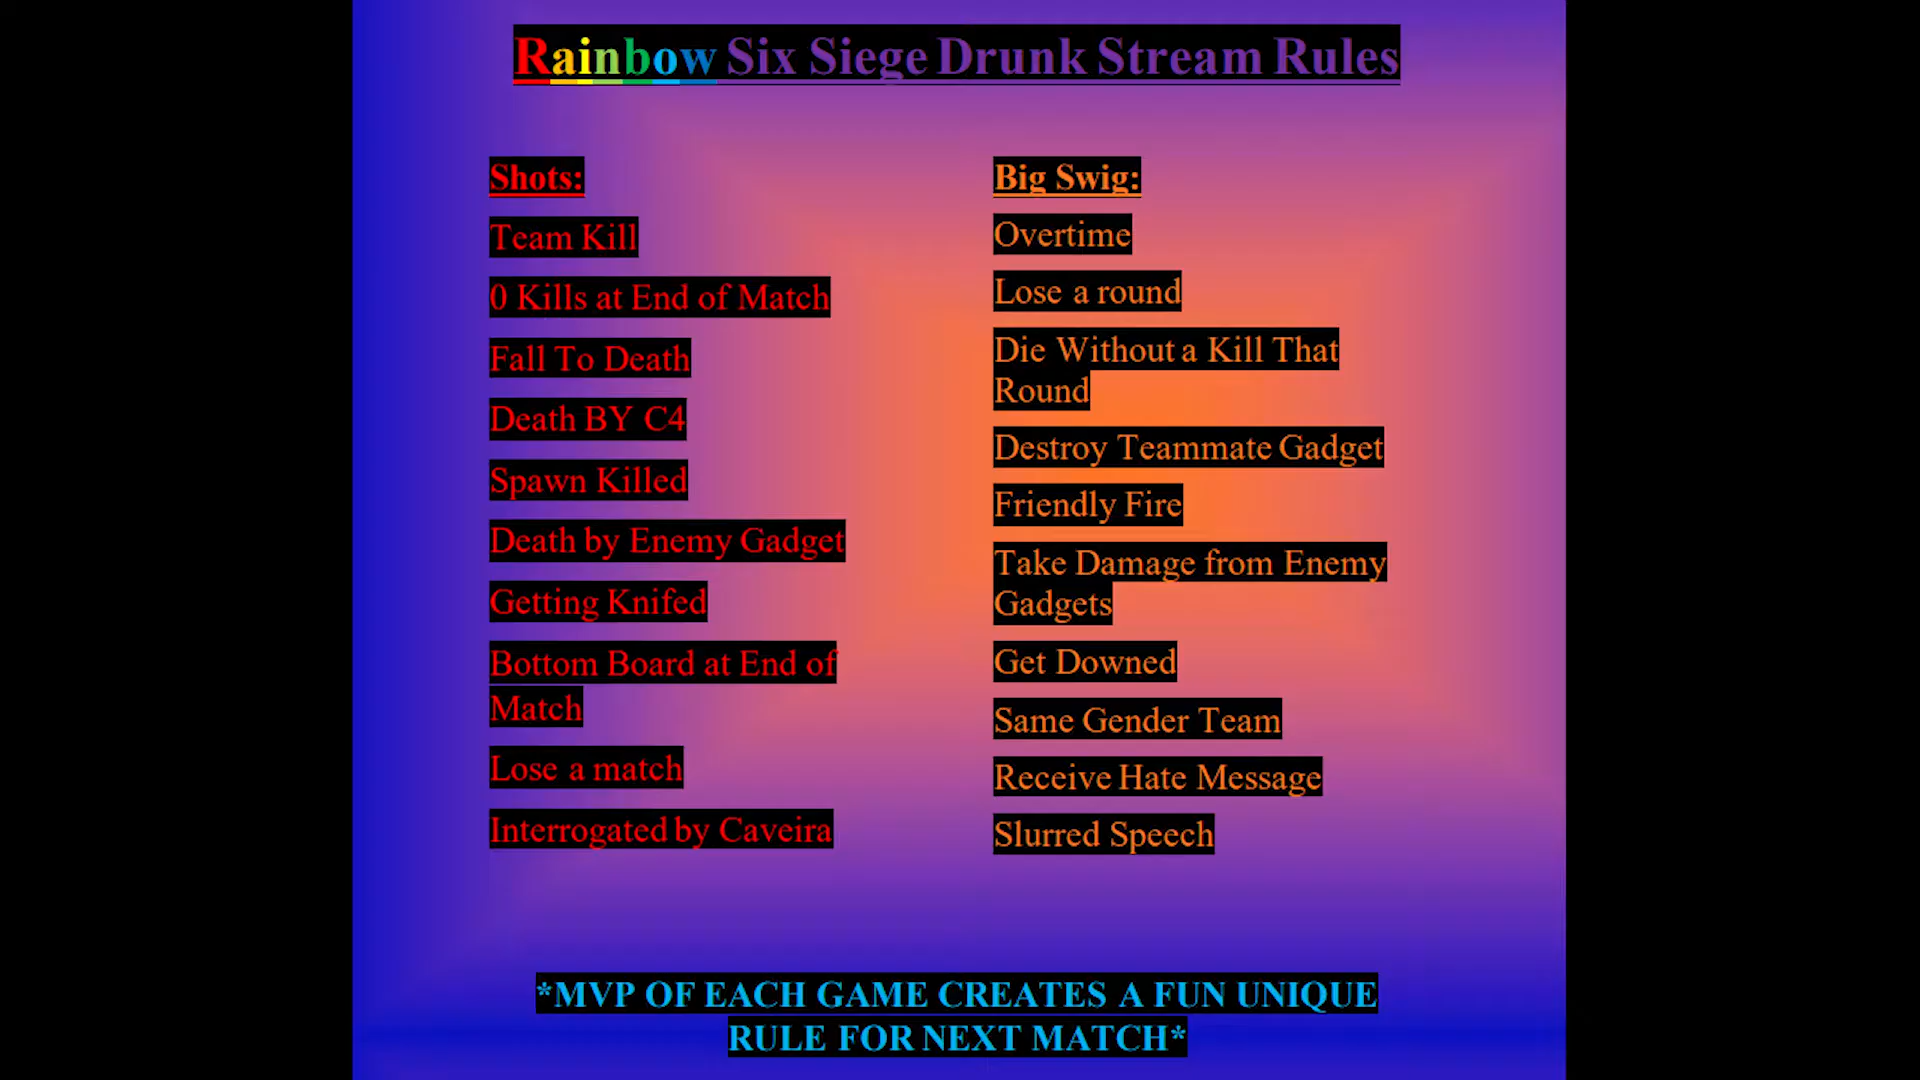 Rainbow Six Siege Drunk Stream Rules
Shots:
Team Kill
0 Kills at End of Match
Fall To Death
Death BY C4
Spawn Killed
Death by Enemy Gadget
Getting Knifed
Bottom Board at End of
Match
Lose a match
Interrogated by Caveira
Big Swig:
Overtime
Lose a round
Die Without a Kill That
Round
Destroy Teammate Gadget
Friendly Fire
Take Damage from Enemy
Gadgets
Get Downed
Same Gender Team
Receive Hate Message
Slurred Speech
*MVP OF EACH GAME CREATES A FUN UNIQUE
RULE FOR NEXT MATCH*